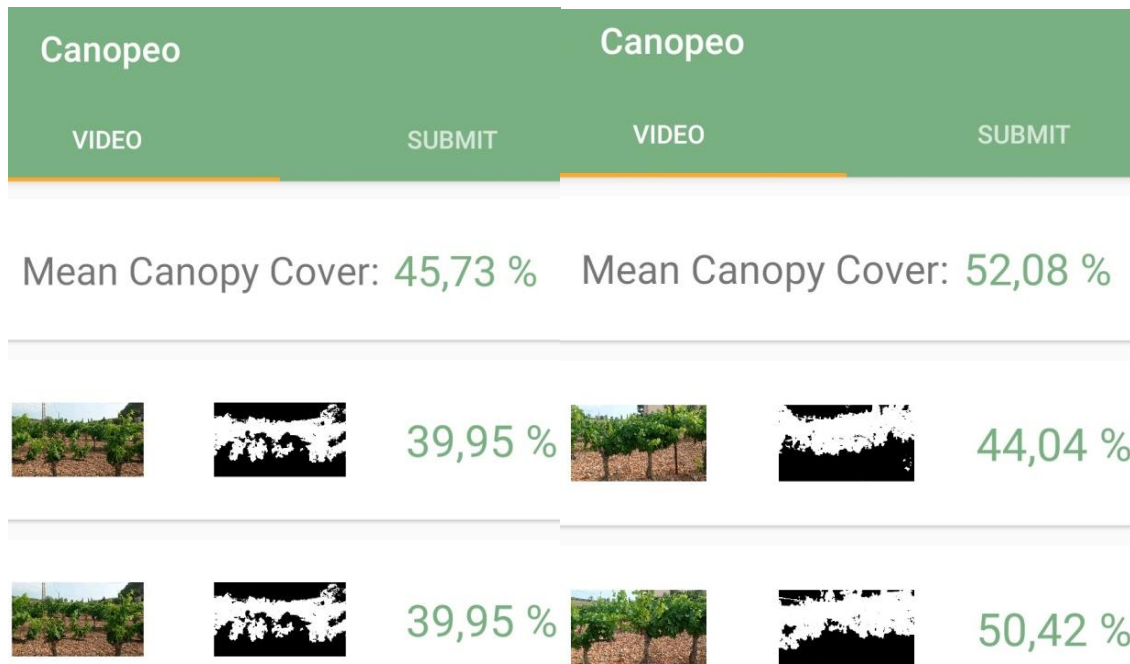 Canopeo
VIDEO SUBMIT
Mean Canopy Cover: 45,73 %
39,95 %
39,95 %
Canopeo
VIDEO SUBMIT
Mean Canopy Cover: 52,08 %
44,04 %
50,42 %